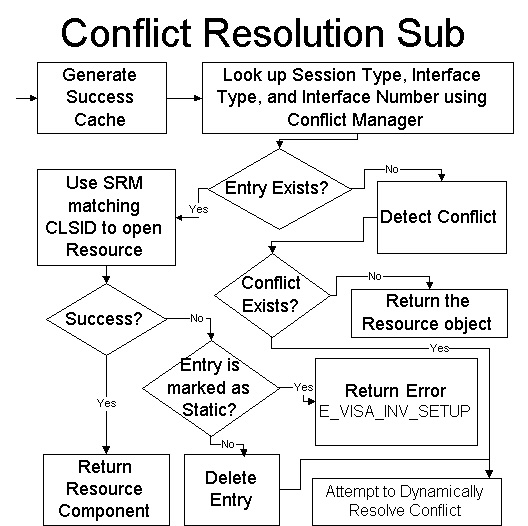 Conflict Resolution Sub
Generate
Success
Cache
Look up Session Type, Interface
Type, and Interface Number using
Conflict Manager
Entry Exists?
No
Yes
Use SRM
matching
CLSID to open
Resource
Detect Conflict
Conflict
Exists?
No
Return the
Resource object
Yes
Success?
No
Yes
Entry is
marked as
Static?
Yes
Return Error
E_VISA_INV_SETUP
No
Return
Resource
Component
Delete
Entry
Attempt to Dynamically
Resolve Conflict